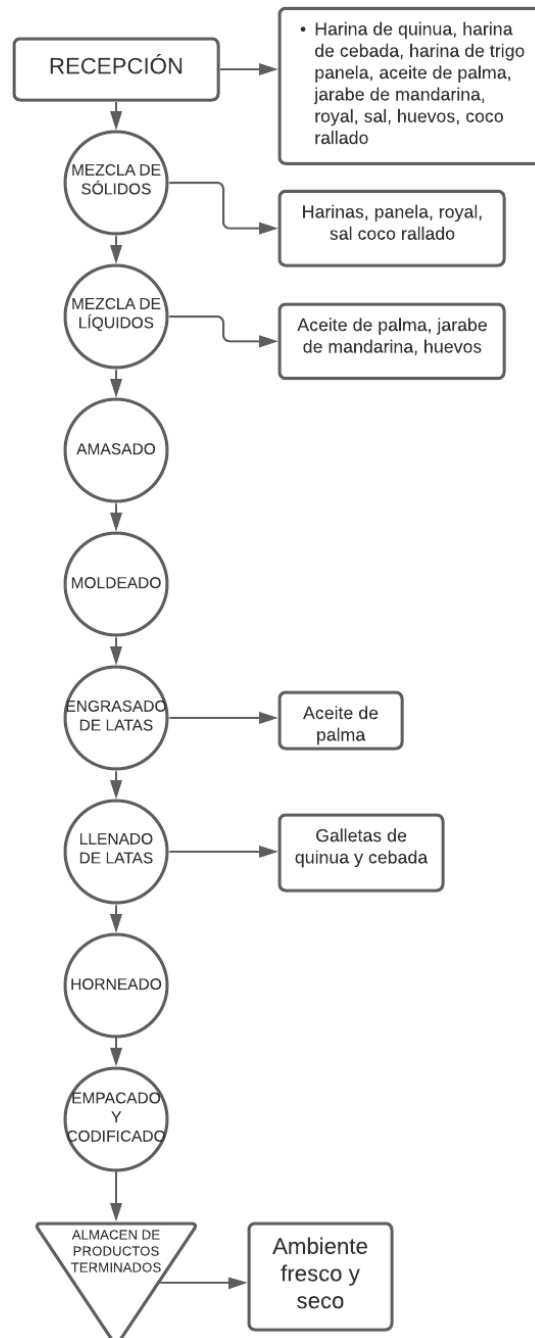 RECEPCIÓN
• Harina de quinua, harina
de cebada, harina de trigo
panela, aceite de palma,
jarabe de mandarina,
royal, sal, huevos, coco
rallado
MEZCLA DE
SÓLIDOS
Harinas, panela, royal,
sal coco rallado
MEZCLA DE
LÍQUIDOS
Aceite de palma, jarabe
de mandarina, huevos
AMASADO
MOLDEADO
ENGRASADO
DE LATAS
Aceite de
palma
LLENADO
DE LATAS
Galletas de
quinua y cebada
HORNEADO
EMPACADO
Y
CODIFICADO
ALMACEN DE
PRODUCTOS
TERMINADOS
Ambiente
fresco y
seco